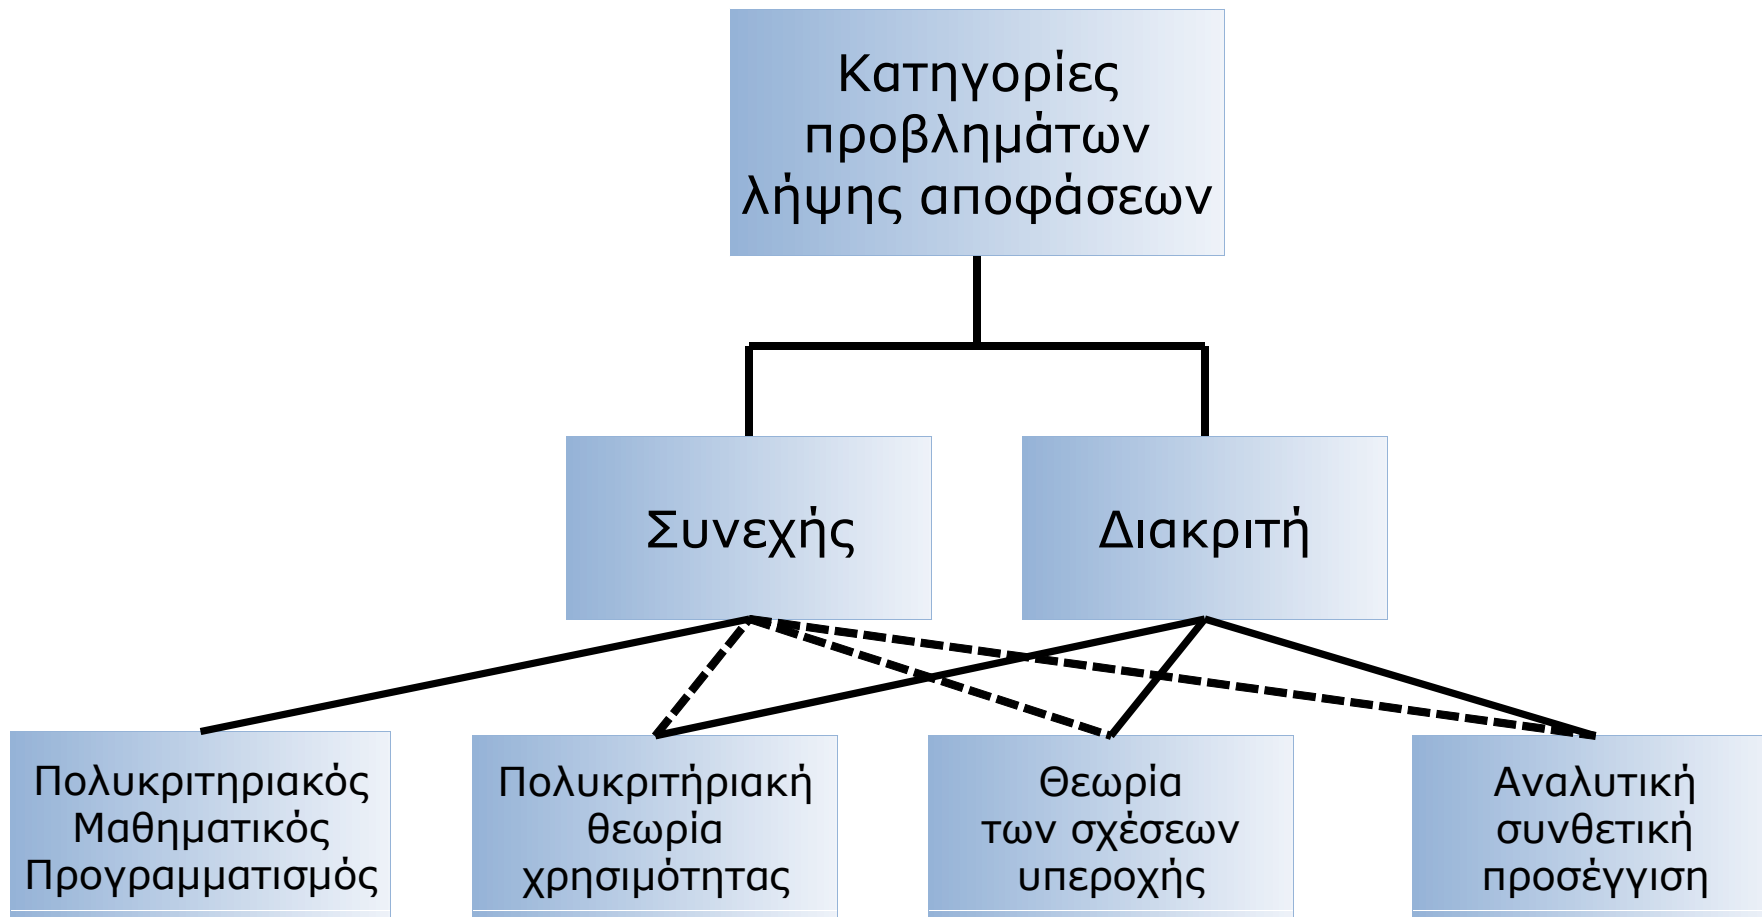 Κατηγορίες
προβλημάτων
λήψης αποφάσεων
Συνεχής
Διακριτή
Πολυκριτηριακός
Μαθηματικός
Προγραμματισμός
Πολυκριτήριακή
θεωρία
χρησιμότητας
Θεωρία
των σχέσεων
υπεροχής
Αναλυτική
συνθετική
προσέγγιση